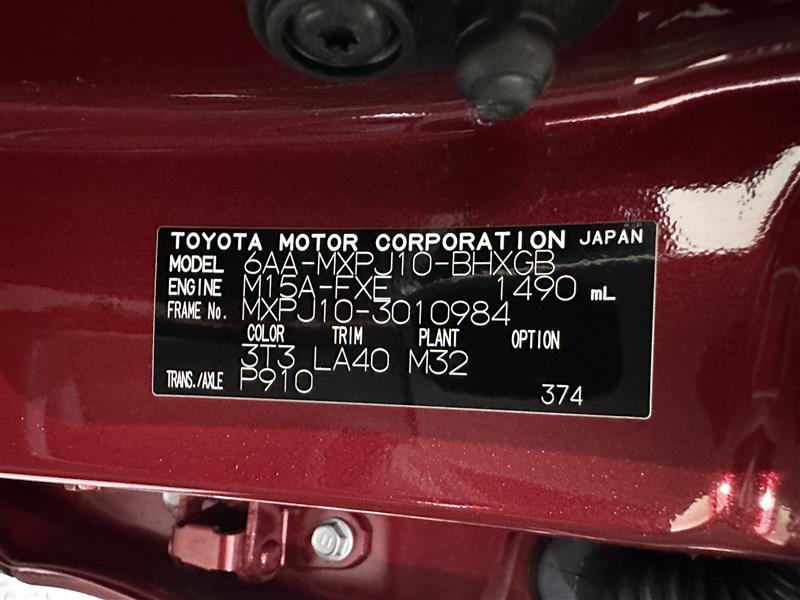 TOYOTA MOTOR CORPORATION JAPAN
MODEL 6AA-MXPJ10-BHXGB
ENGINE M15A-FXE 1490 mL
FRAME No. MXPJ10-3010984
COLOR TRIM PLANT OPTION
3T3 LA40 M32
TRANS./AXLE P910
374